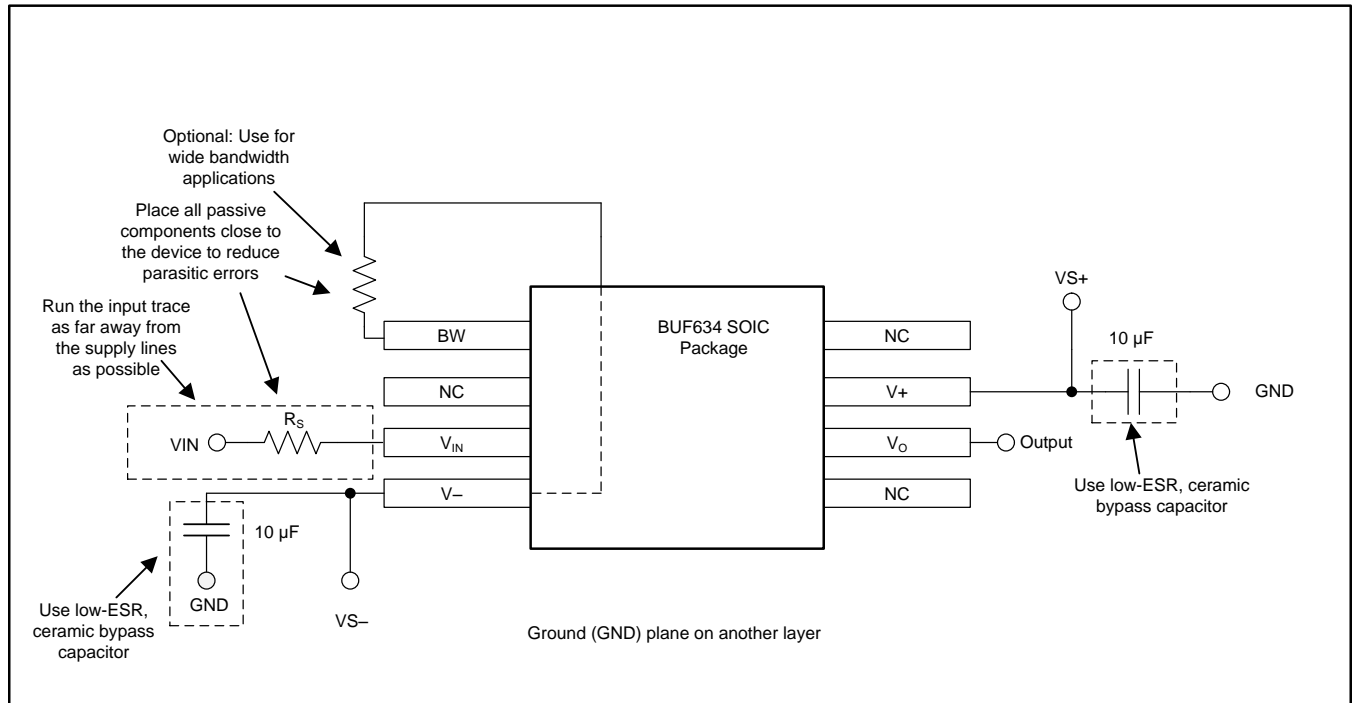 Optional: Use for
wide bandwidth
applications
Place all passive
components close to
the device to reduce
parasitic errors
Run the input trace
as far away from
the supply lines
as possible
BUF634 SOIC
Package
BW
NC
VIN
V–
NC
V+
VO
NC
VS+
10 µF
GND
Output
Use low-ESR, ceramic
bypass capacitor
VIN
RS
10 µF
GND
VS–
Use low-ESR,
ceramic bypass
capacitor
Ground (GND) plane on another layer